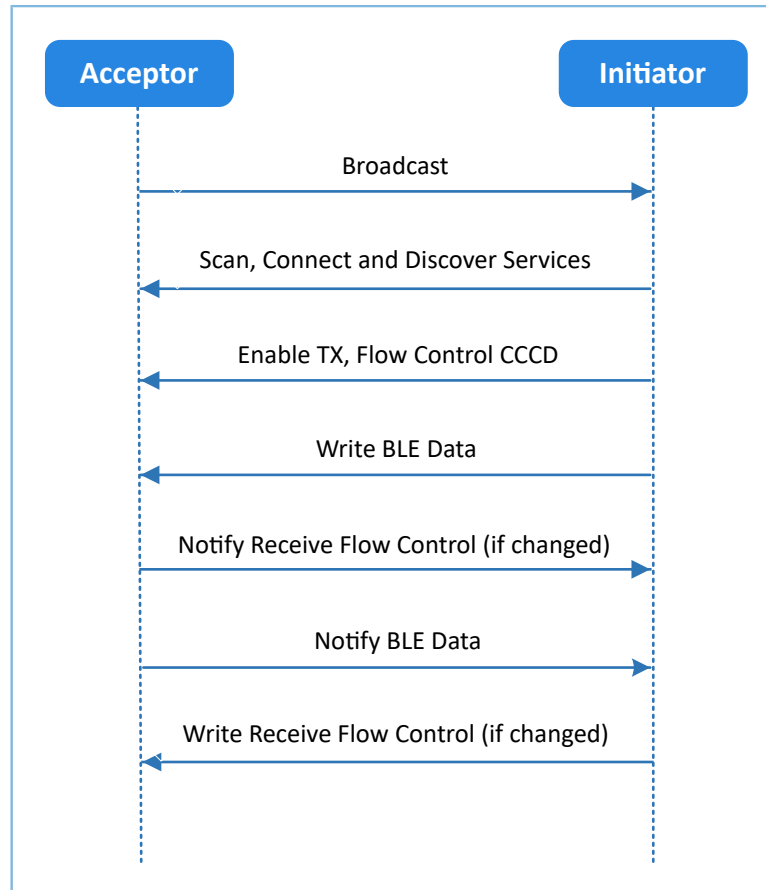 Acceptor
Initiator
Broadcast
Scan, Connect and Discover Services
Enable TX, Flow Control CCCD
Write BLE Data
Notify Receive Flow Control (if changed)
Notify BLE Data
Write Receive Flow Control (if changed)